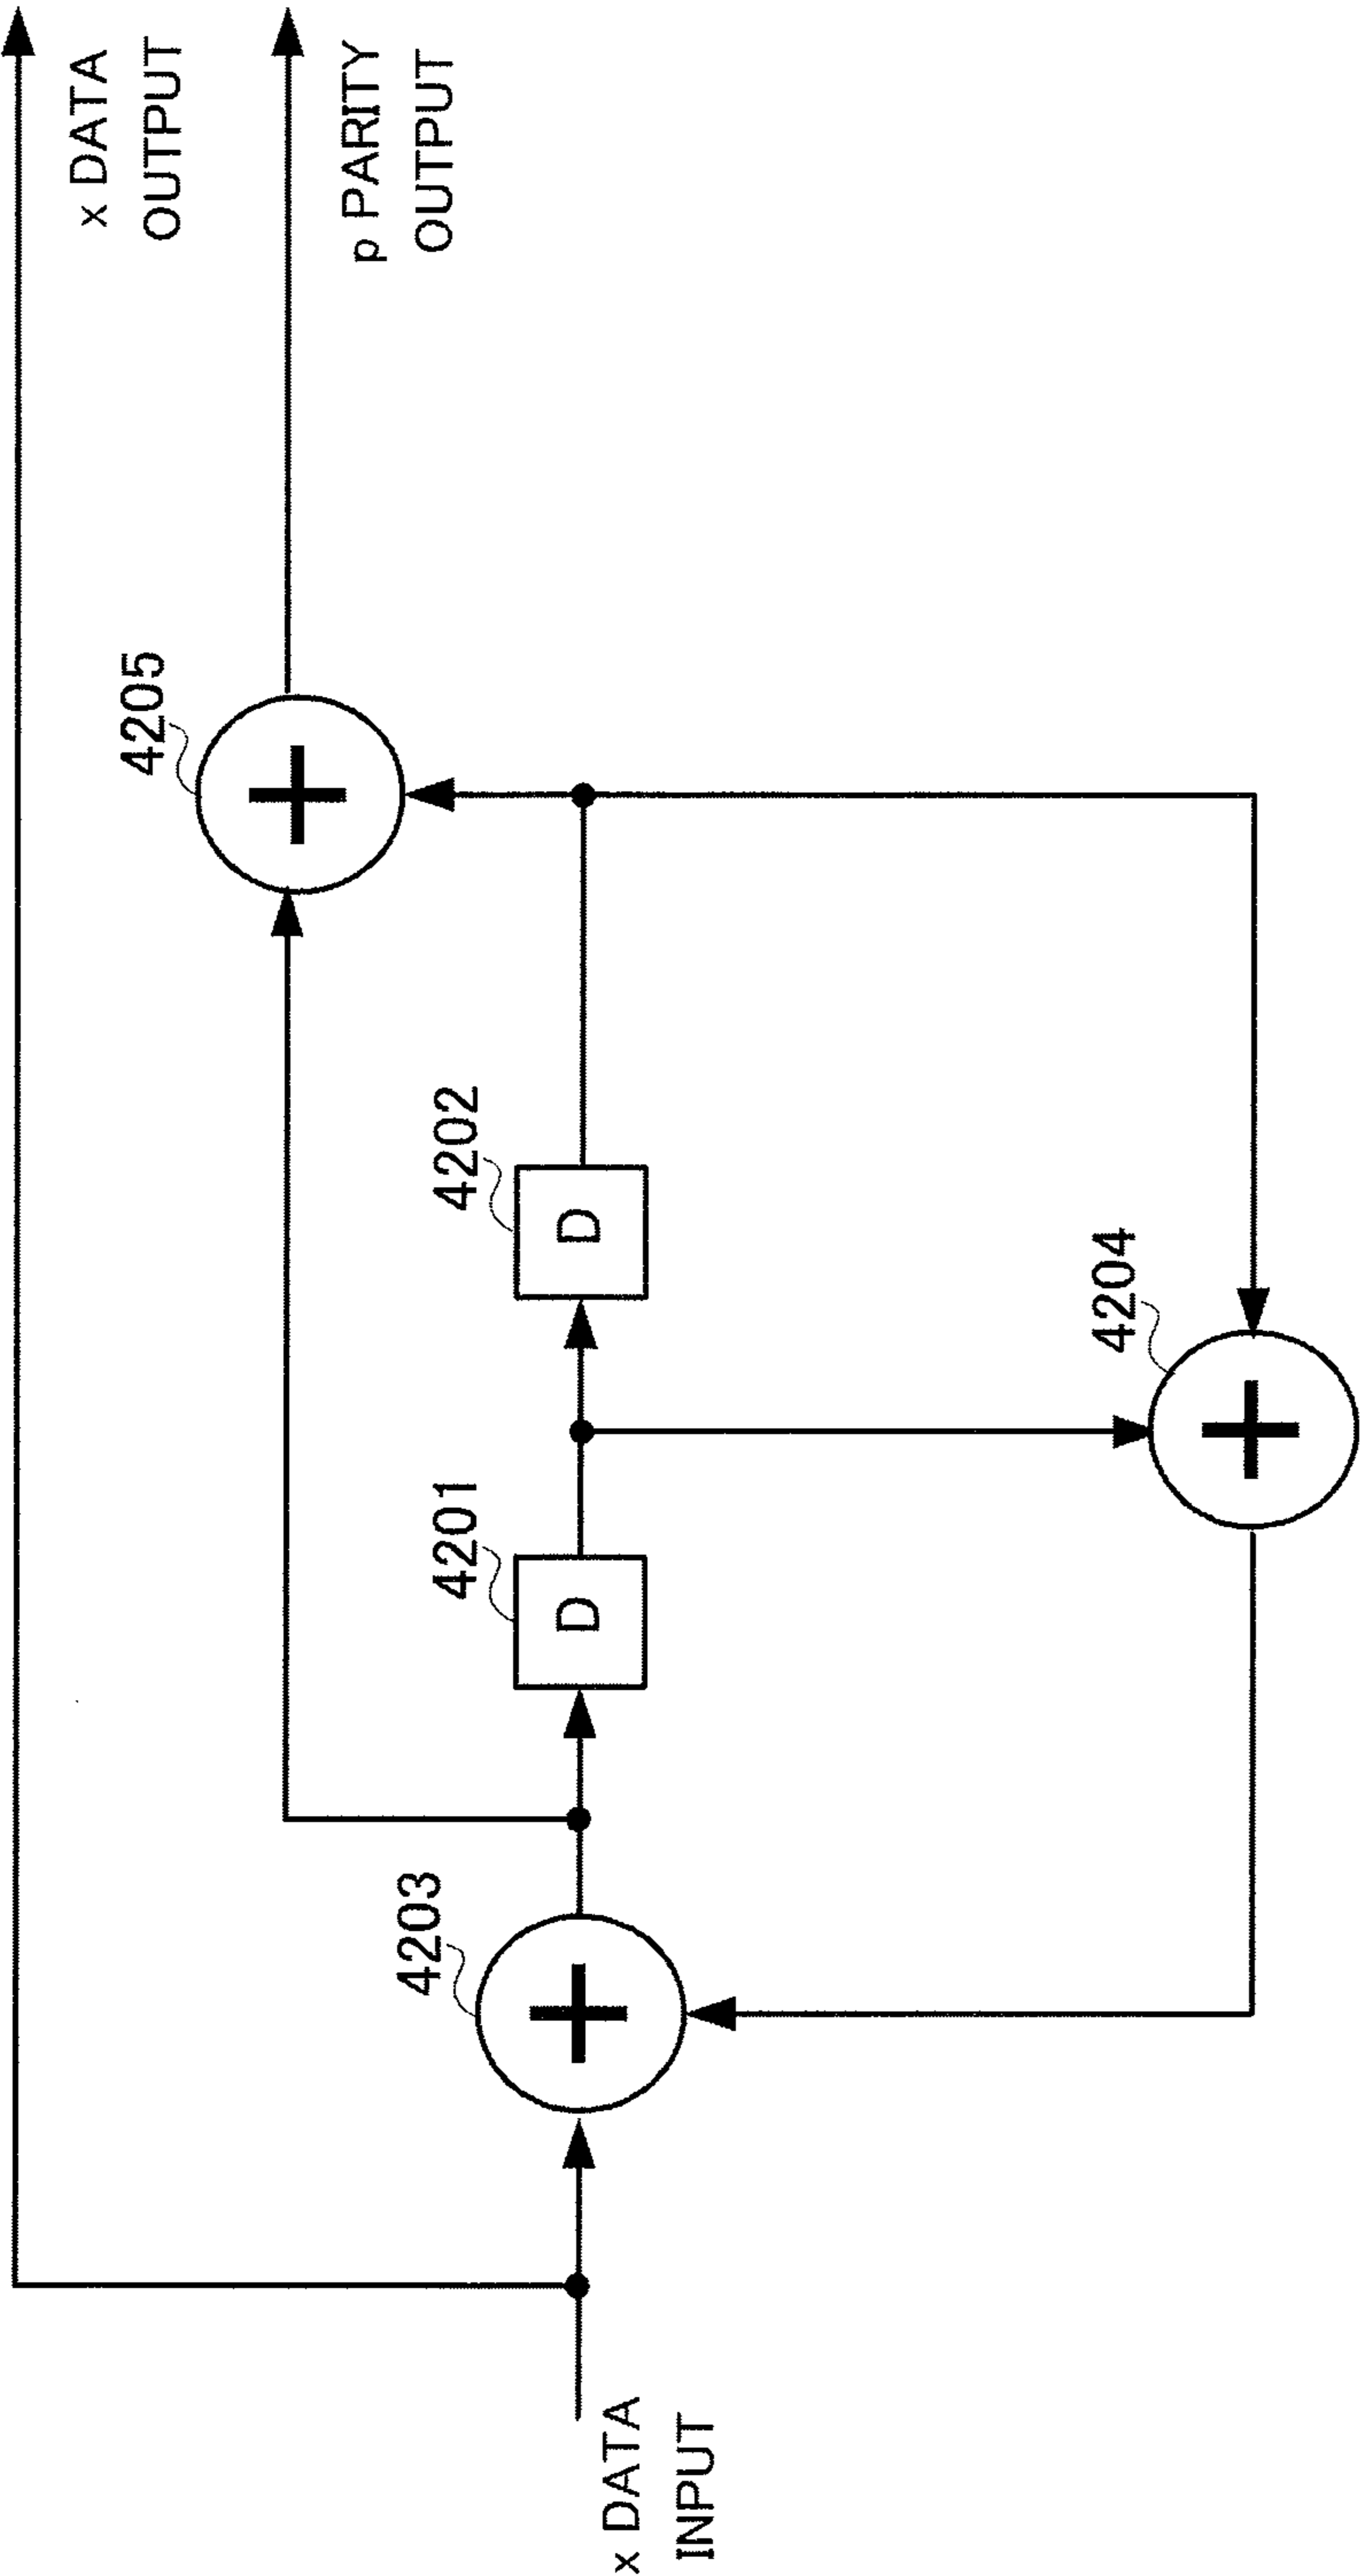 x DATA
OUTPUT
4205
p PARITY
OUTPUT
4203
4201
4202
D
D
x DATA
INPUT
4204